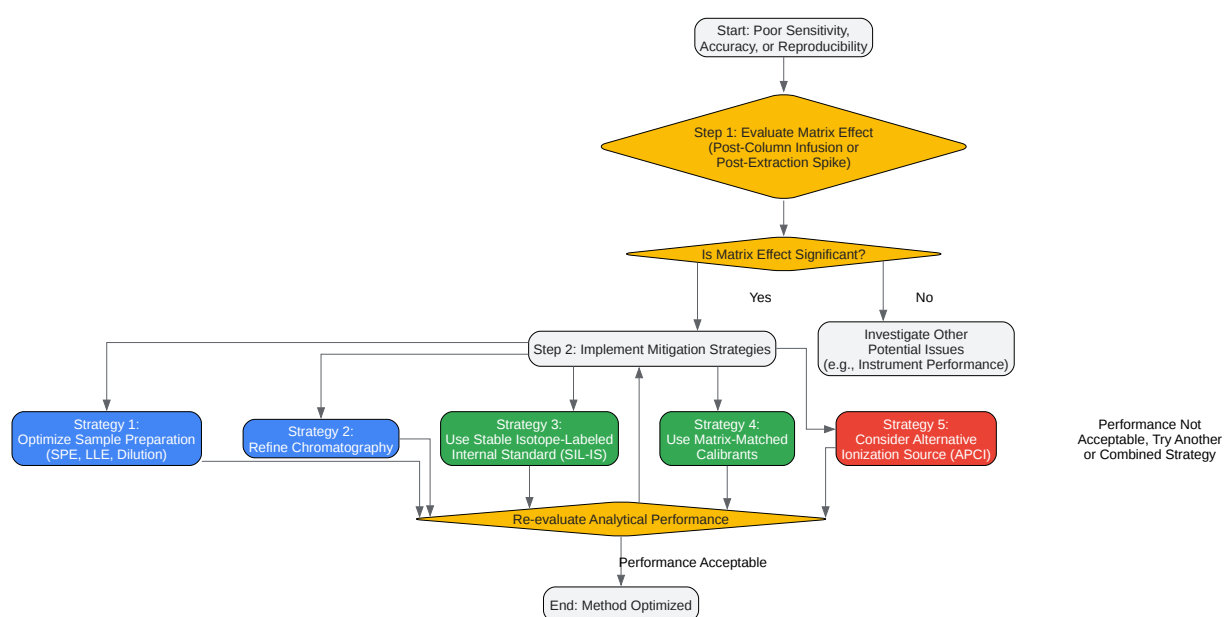 Start: Poor Sensitivity,
Accuracy, or Reproducibility
Step 1: Evaluate Matrix Effect
(Post-Column Infusion or
Post-Extraction Spike)
Is Matrix Effect Significant?
Yes
No
Step 2: Implement Mitigation Strategies
Investigate Other
Potential Issues
(e.g., Instrument Performance)
Strategy 1:
Optimize Sample Preparation
(SPE, LLE, Dilution)
Strategy 2:
Refine Chromatography
Strategy 3:
Use Stable Isotope-Labeled
Internal Standard (SIL-IS)
Strategy 4:
Use Matrix-Matched
Calibrants
Strategy 5:
Consider Alternative
Ionization Source (APCI)
Performance Not
Acceptable, Try Another
or Combined Strategy
Re-evaluate Analytical Performance
Performance Acceptable
End: Method Optimized